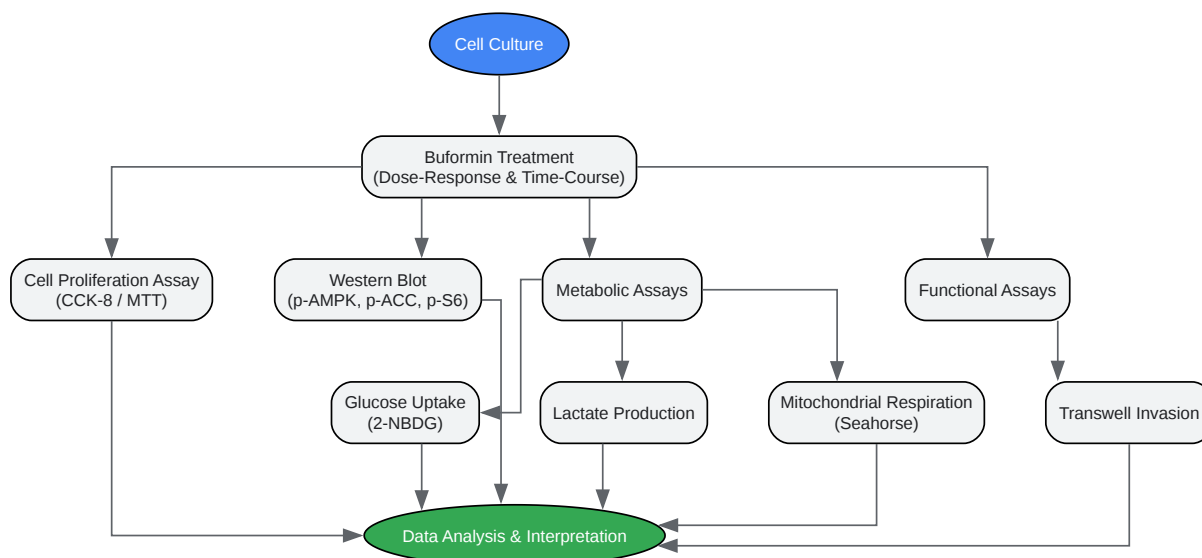 Cell Culture
Buformin Treatment
(Dose-Response & Time-Course)
Cell Proliferation Assay
(CCK-8 / MTT)
Western Blot
(p-AMPK, p-ACC, p-S6)
Metabolic Assays
Functional Assays
Glucose Uptake
(2-NBDG)
Lactate Production
Mitochondrial Respiration
(Seahorse)
Transwell Invasion
Data Analysis & Interpretation